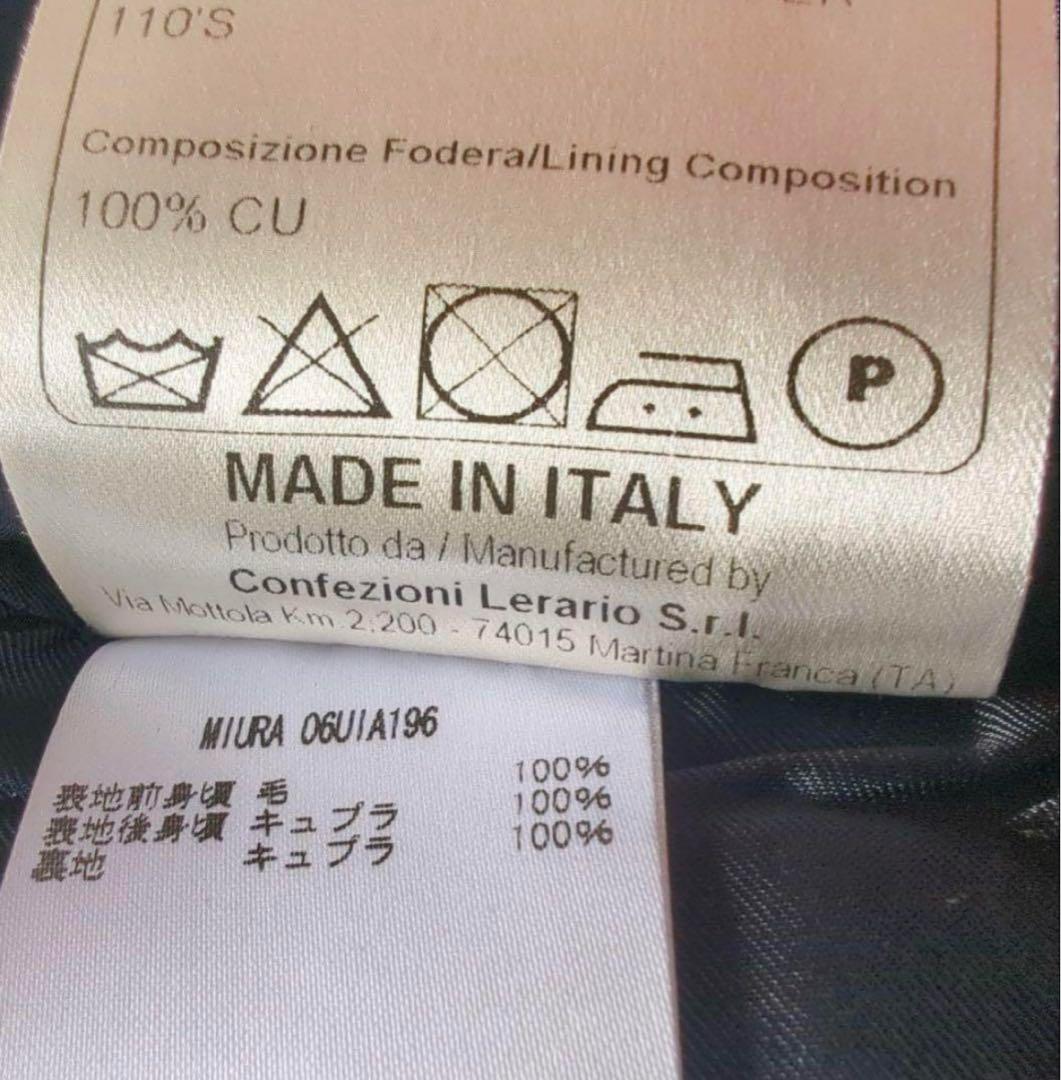 110'S
Composizione Fodera/Lining Composition
100% CU
P
MADE IN ITALY
Prodotto da / Manufactured by
Confezioni Lerario S.r.l.
Via Mottola Km 2,200 - 74015 Martina Franca (TA)
MIURA 06UIA196
表地前身頃 毛 100%
表地後身頃 キュプラ 100%
裏地 キュプラ 100%